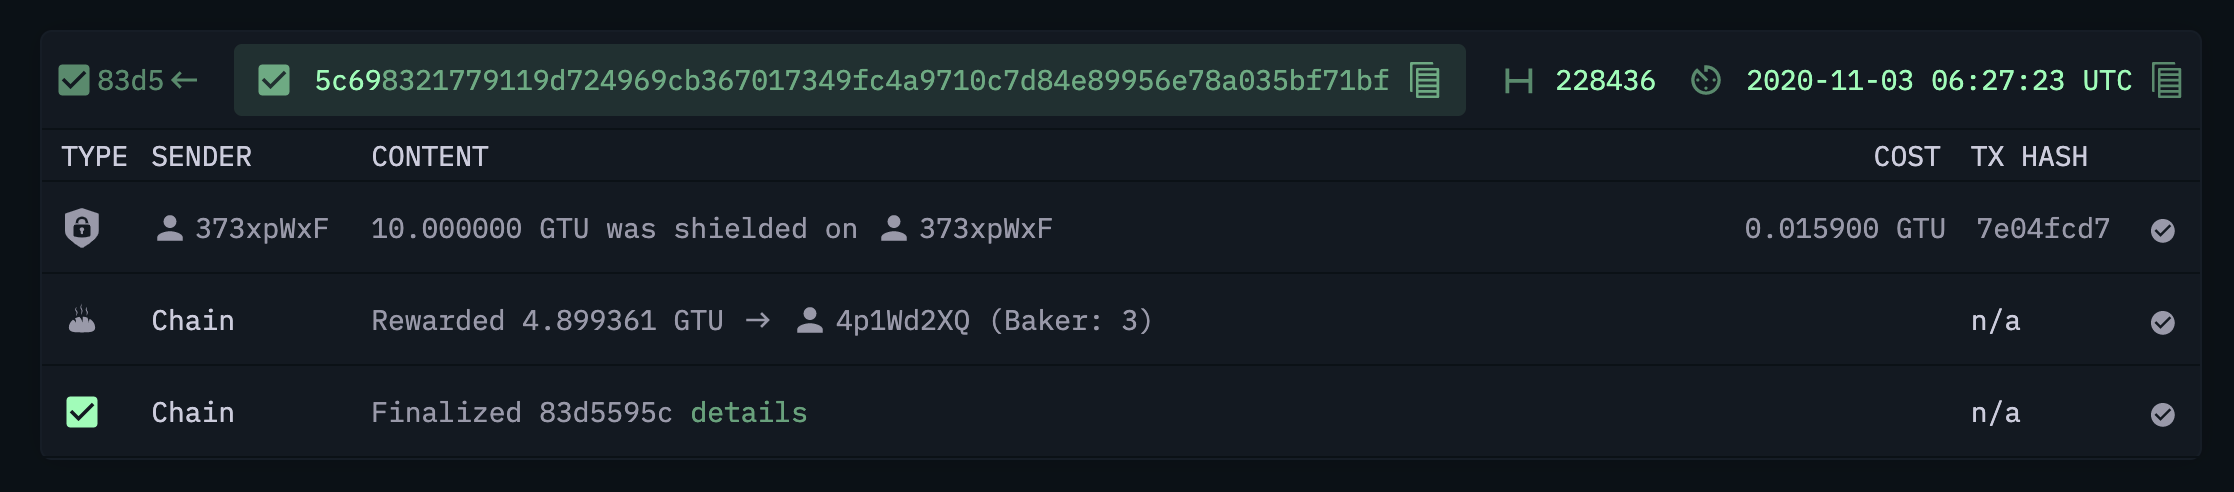 83d5← 5c698321779119d724969cb367017349fc4a9710c7d84e89956e78a035bf71bf 228436 2020-11-03 06:27:23 UTC
TYPE SENDER CONTENT COST TX HASH
373xpWxF 10.000000 GTU was shielded on 373xpWxF 0.015900 GTU 7e04fcd7
Chain Rewarded 4.899361 GTU → 4p1Wd2XQ (Baker: 3) n/a
Chain Finalized 83d5595c details n/a